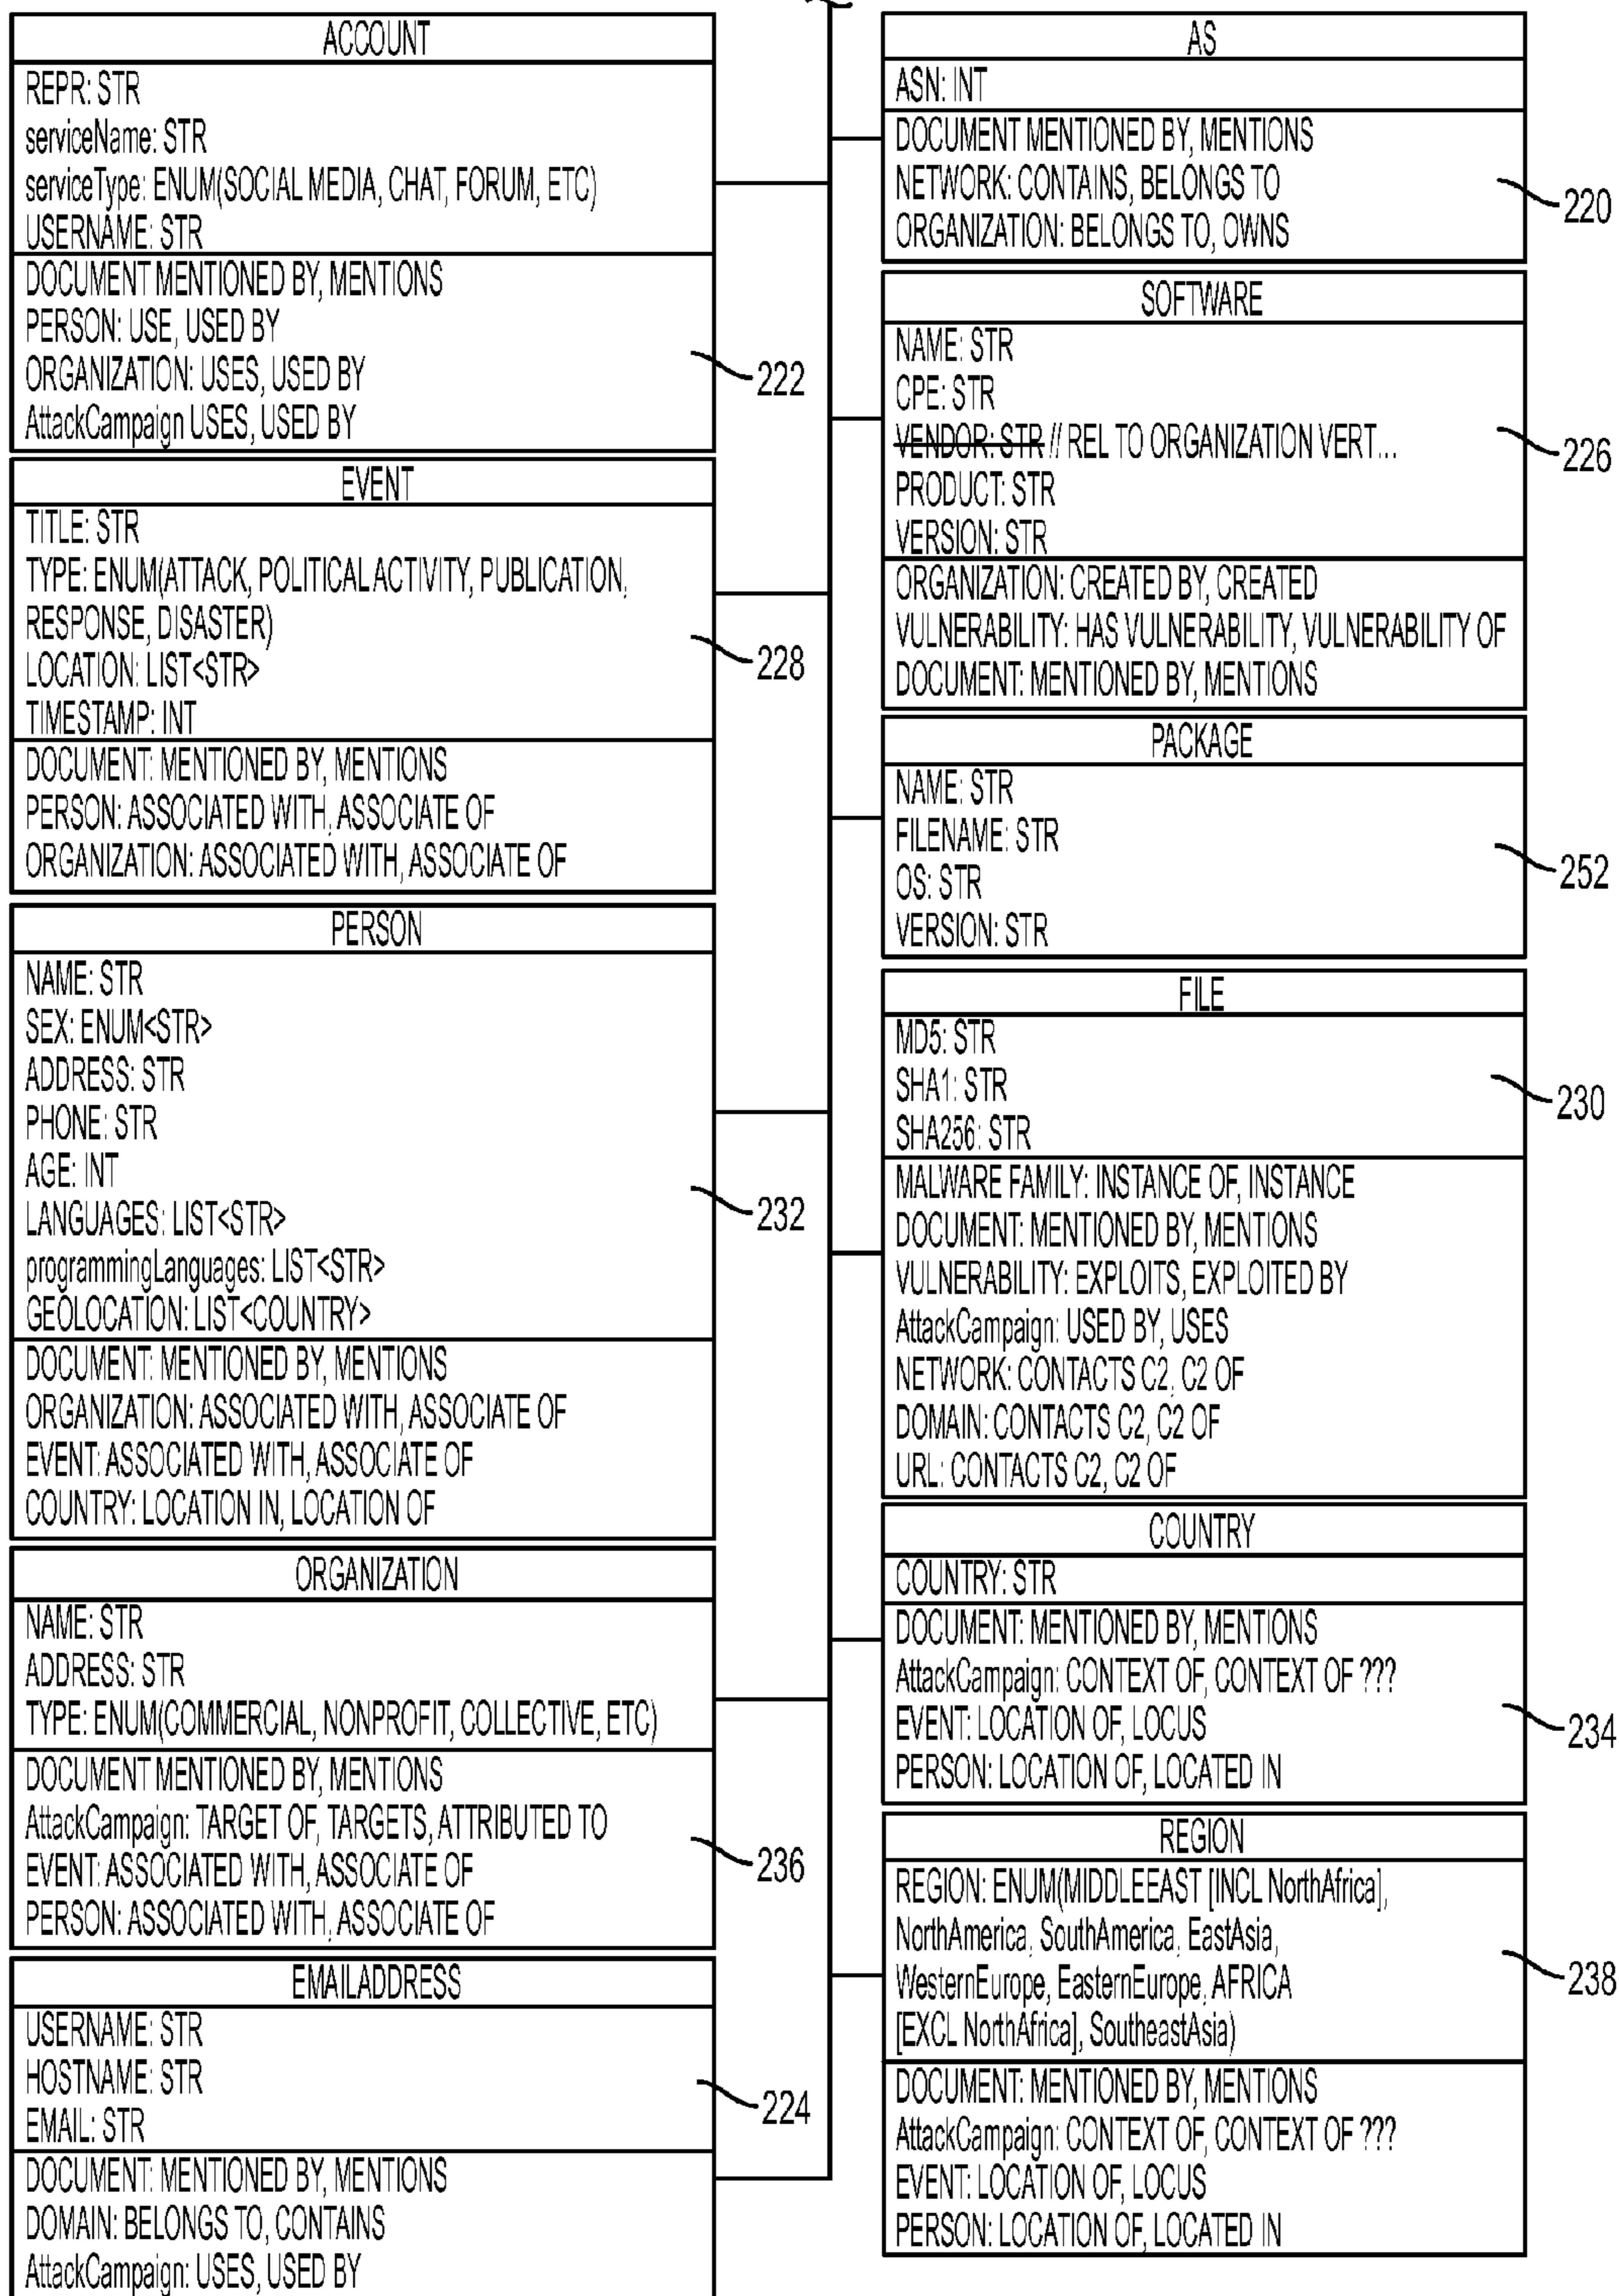 ACCOUNT
REPR: STR
serviceName: STR
serviceType: ENUM(SOCIAL MEDIA, CHAT, FORUM, ETC)
USERNAME: STR
DOCUMENT MENTIONED BY, MENTIONS
PERSON: USE, USED BY
ORGANIZATION: USES, USED BY
AttackCampaign USES, USED BY
222
EVENT
TITLE: STR
TYPE: ENUM(ATTACK, POLITICAL ACTIVITY, PUBLICATION,
RESPONSE, DISASTER)
LOCATION: LIST<STR>
TIMESTAMP: INT
DOCUMENT: MENTIONED BY, MENTIONS
PERSON: ASSOCIATED WITH, ASSOCIATE OF
ORGANIZATION: ASSOCIATED WITH, ASSOCIATE OF
228
PERSON
NAME: STR
SEX: ENUM<STR>
ADDRESS: STR
PHONE: STR
AGE: INT
LANGUAGES: LIST<STR>
programmingLanguages: LIST<STR>
GEOLOCATION: LIST<COUNTRY>
DOCUMENT: MENTIONED BY, MENTIONS
ORGANIZATION: ASSOCIATED WITH, ASSOCIATE OF
EVENT: ASSOCIATED WITH, ASSOCIATE OF
COUNTRY: LOCATION IN, LOCATION OF
232
ORGANIZATION
NAME: STR
ADDRESS: STR
TYPE: ENUM(COMMERCIAL, NONPROFIT, COLLECTIVE, ETC)
DOCUMENT MENTIONED BY, MENTIONS
AttackCampaign: TARGET OF, TARGETS, ATTRIBUTED TO
EVENT: ASSOCIATED WITH, ASSOCIATE OF
PERSON: ASSOCIATED WITH, ASSOCIATE OF
236
EMAILADDRESS
USERNAME: STR
HOSTNAME: STR
EMAIL: STR
DOCUMENT: MENTIONED BY, MENTIONS
DOMAIN: BELONGS TO, CONTAINS
AttackCampaign: USES, USED BY
224
AS
ASN: INT
DOCUMENT MENTIONED BY, MENTIONS
NETWORK: CONTAINS, BELONGS TO
ORGANIZATION: BELONGS TO, OWNS
220
SOFTWARE
NAME: STR
CPE: STR
VENDOR: STR // REL TO ORGANIZATION VERT...
PRODUCT: STR
VERSION: STR
ORGANIZATION: CREATED BY, CREATED
VULNERABILITY: HAS VULNERABILITY, VULNERABILITY OF
DOCUMENT: MENTIONED BY, MENTIONS
226
PACKAGE
NAME: STR
FILENAME: STR
OS: STR
VERSION: STR
252
FILE
MD5: STR
SHA1: STR
SHA256: STR
MALWARE FAMILY: INSTANCE OF, INSTANCE
DOCUMENT: MENTIONED BY, MENTIONS
VULNERABILITY: EXPLOITS, EXPLOITED BY
AttackCampaign: USED BY, USES
NETWORK: CONTACTS C2, C2 OF
DOMAIN: CONTACTS C2, C2 OF
URL: CONTACTS C2, C2 OF
230
COUNTRY
COUNTRY: STR
DOCUMENT: MENTIONED BY, MENTIONS
AttackCampaign: CONTEXT OF, CONTEXT OF ???
EVENT: LOCATION OF, LOCUS
PERSON: LOCATION OF, LOCATED IN
234
REGION
REGION: ENUM(MIDDLEEAST [INCL NorthAfrica],
NorthAmerica, SouthAmerica, EastAsia,
WesternEurope, EasternEurope, AFRICA
[EXCL NorthAfrica], SoutheastAsia)
DOCUMENT: MENTIONED BY, MENTIONS
AttackCampaign: CONTEXT OF, CONTEXT OF ???
EVENT: LOCATION OF, LOCUS
PERSON: LOCATION OF, LOCATED IN
238